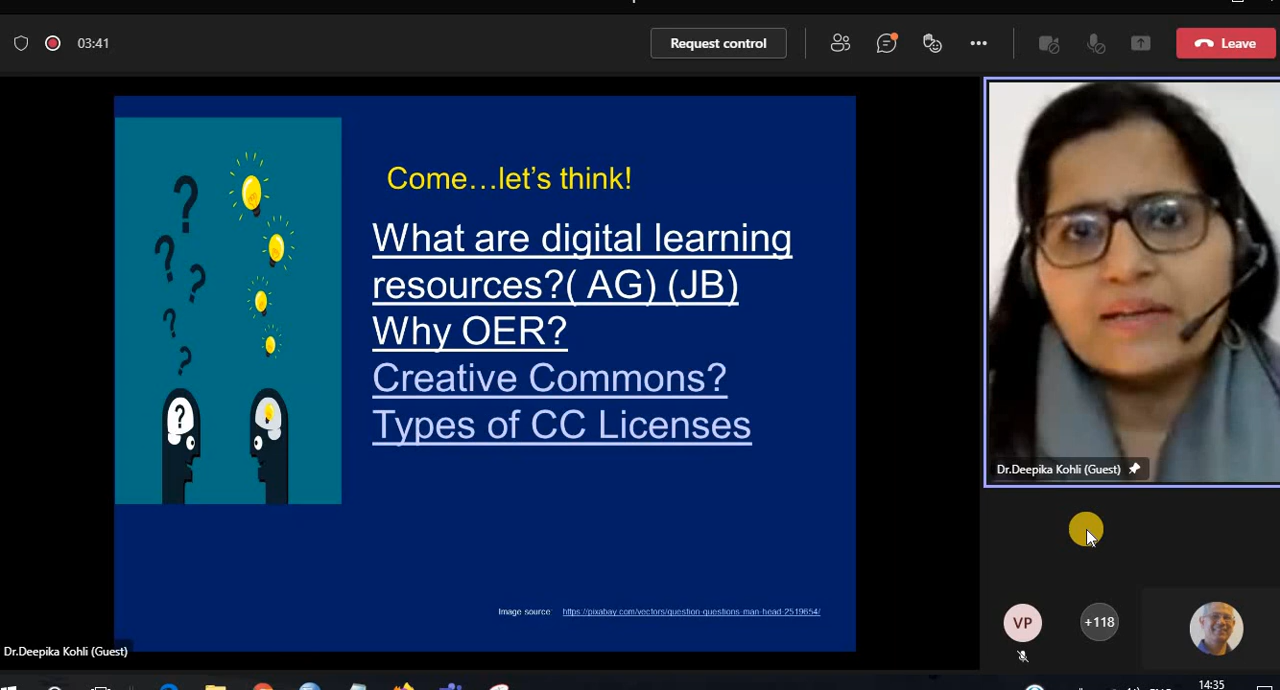 03:41
Request control
Leave
Come...let's think!
What are digital learning
resources?( AG) (JB)
Why OER?
Creative Commons?
Types of CC Licenses
Image source https://pixabay.com/vectors/question-questions-man-head-2519654/
Dr.Deepika Kohli (Guest)
VP
+118
Dr.Deepika Kohli (Guest)
14:35